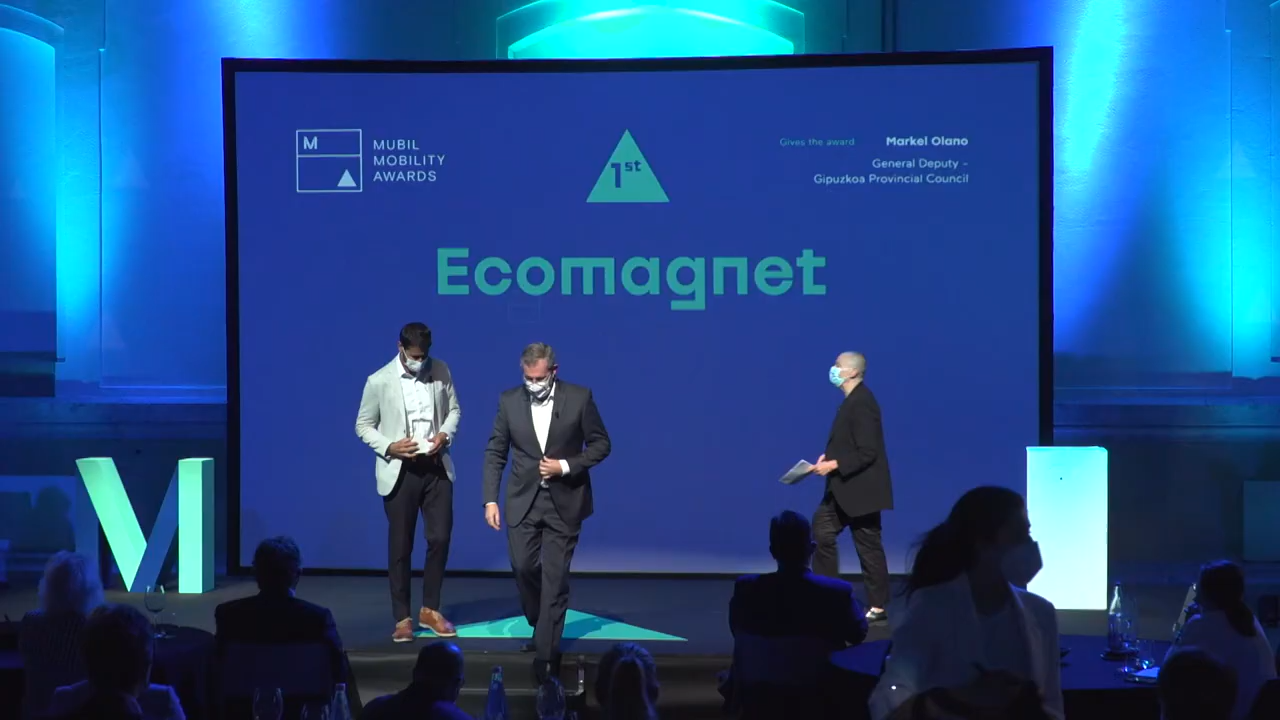 M
MUBIL
MOBILITY
AWARDS
1st
Gives the award Markel Olano
General Deputy –
Gipuzkoa Provincial Council
Ecomagnet
M